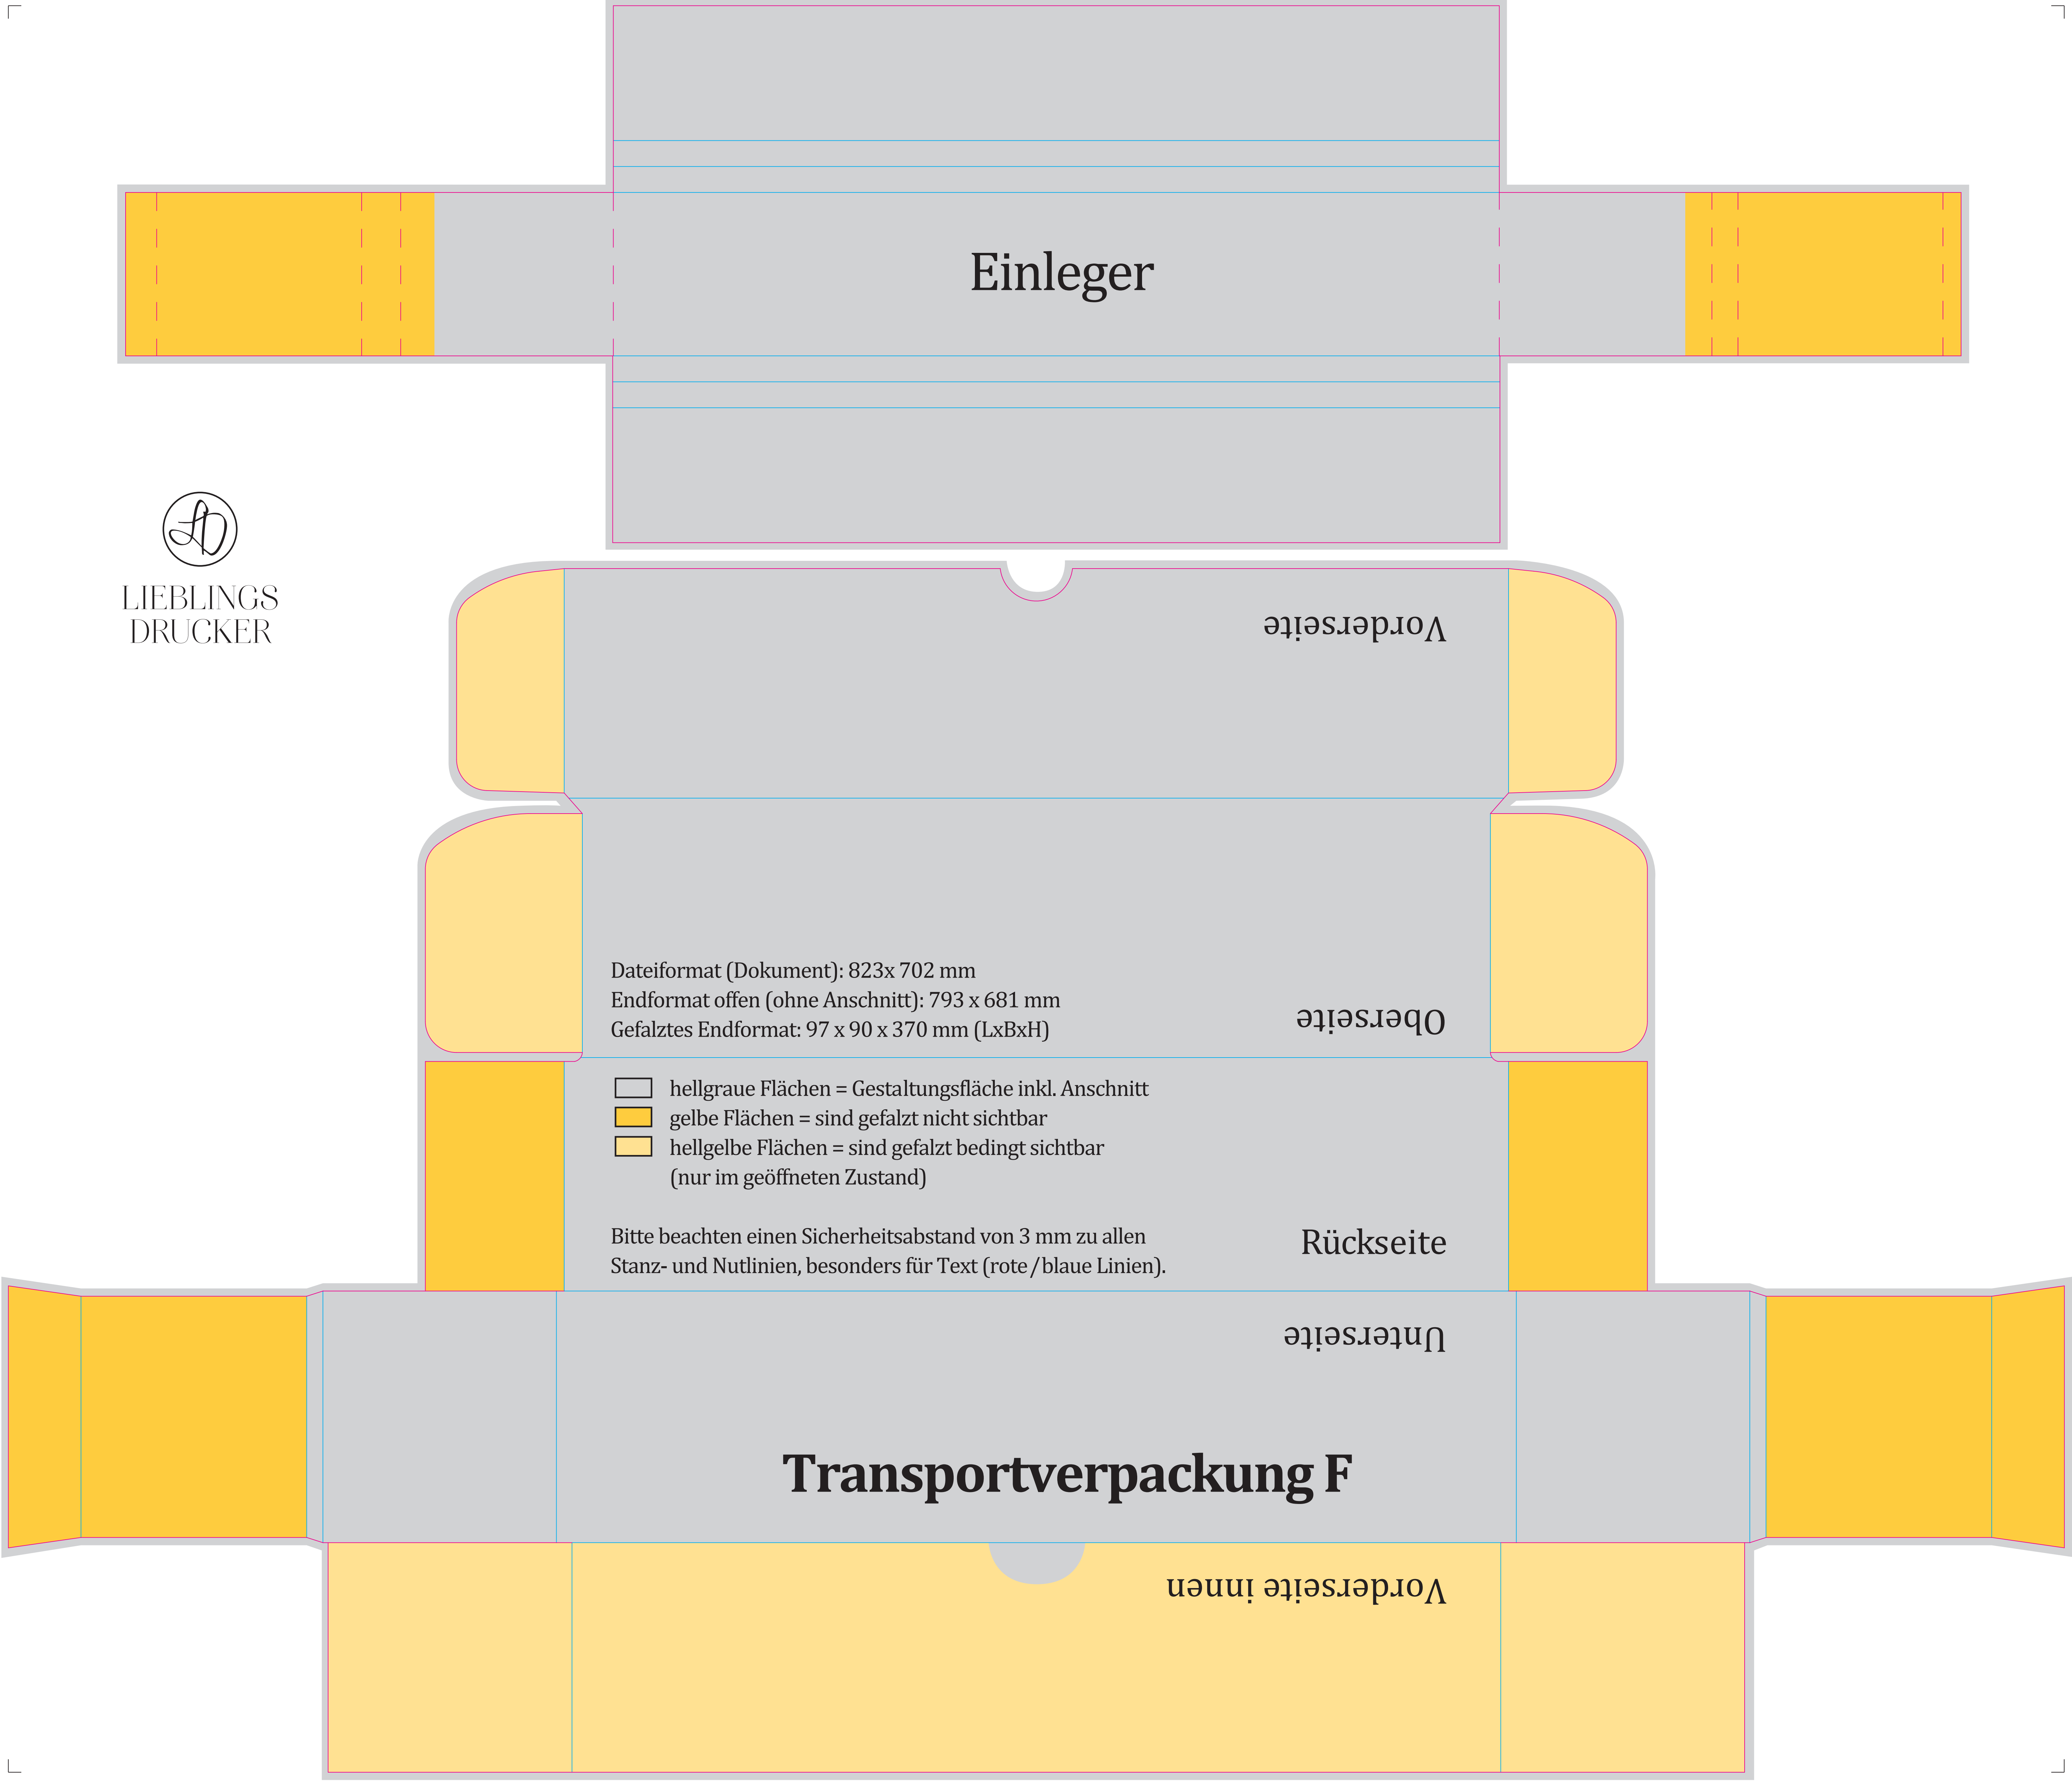 Einleger
LIEBLINGS
DRUCKER
Vorderseite
Dateiformat (Dokument): 823x 702 mm
Endformat offen (ohne Anschnitt): 793 x 681 mm
Gefalztes Endformat: 97 x 90 x 370 mm (LxBxH)
Oberseite
hellgraue Flächen = Gestaltungsfläche inkl. Anschnitt
gelbe Flächen = sind gefalzt nicht sichtbar
hellgelbe Flächen = sind gefalzt bedingt sichtbar
(nur im geöffneten Zustand)
Bitte beachten einen Sicherheitsabstand von 3 mm zu allen
Stanz- und Nutlinien, besonders für Text (rote/blaue Linien).
Rückseite
Unterseite
Transportverpackung F
Vorderseite innen